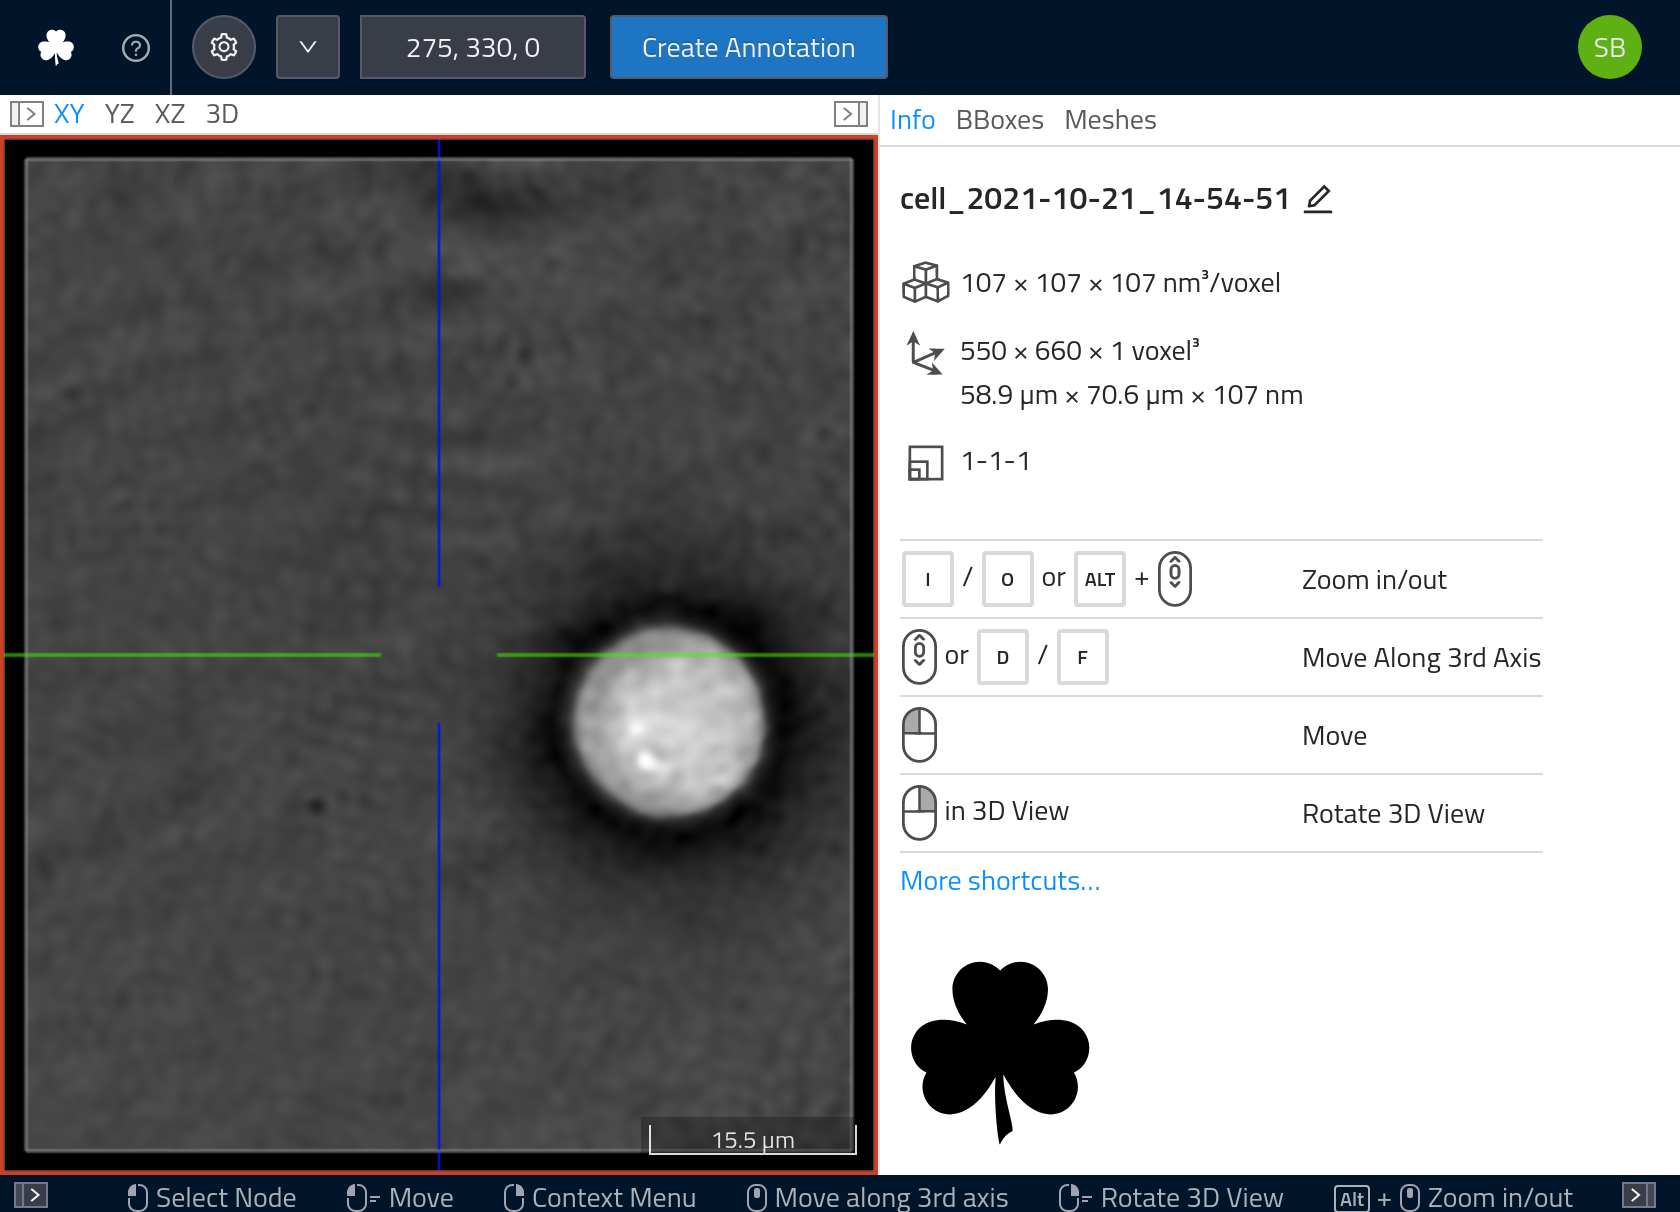 275, 330, 0
Create Annotation
SB
XY YZ XZ 3D
15.5 µm
Info BBoxes Meshes
cell_2021-10-21_14-54-51
107 × 107 × 107 nm³/voxel
550 × 660 × 1 voxel³
58.9 µm × 70.6 µm × 107 nm
1-1-1
I / O or ALT + Zoom in/out
or D / F Move Along 3rd Axis
Move
in 3D View Rotate 3D View
More shortcuts...
Select Node Move Context Menu Move along 3rd axis Rotate 3D View Alt + Zoom in/out